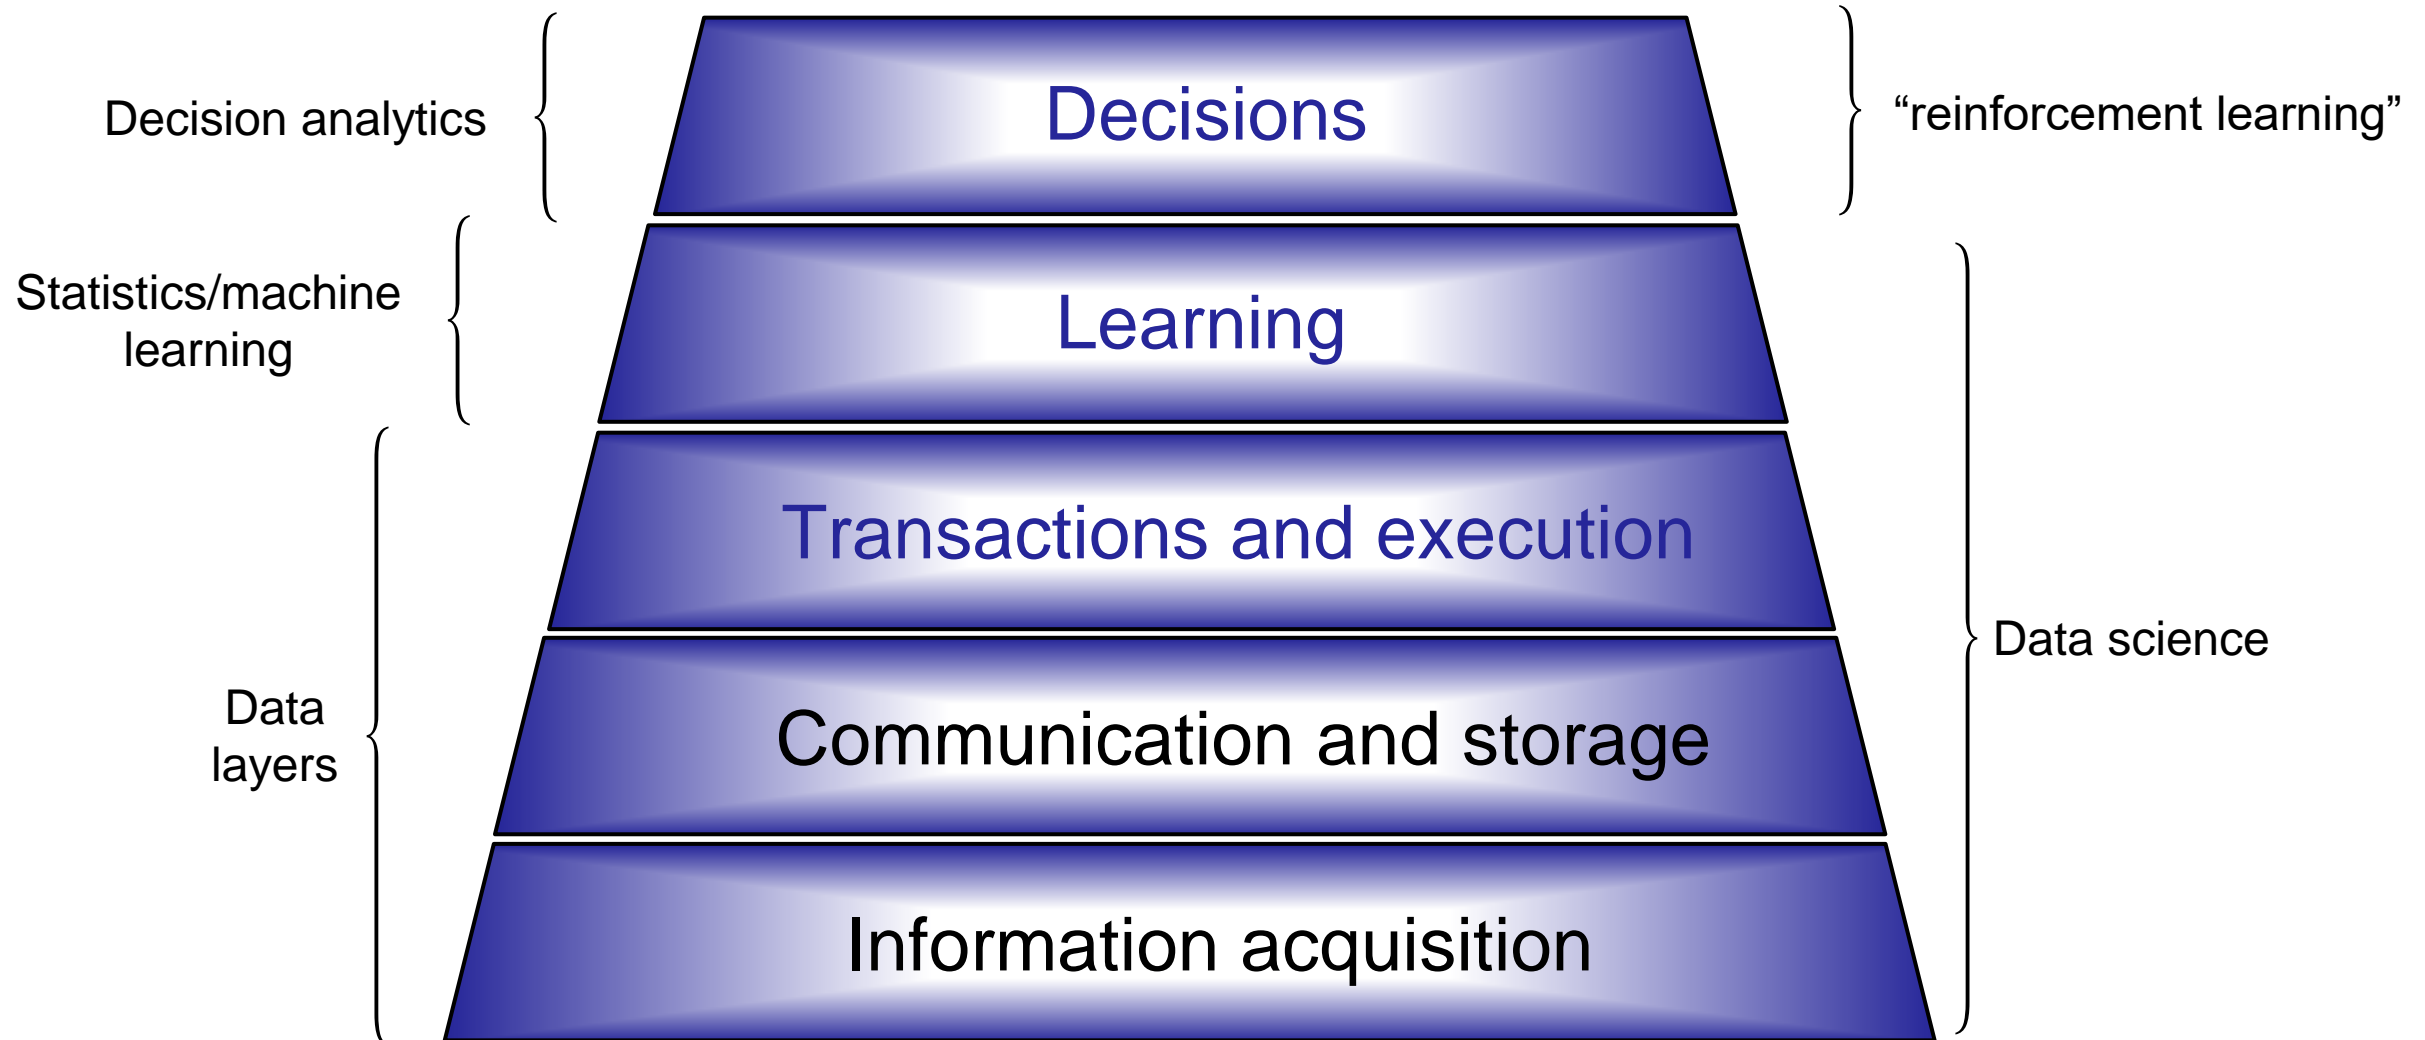 Decision analytics
Decisions
“reinforcement learning”
Statistics/machine
learning
Learning
Transactions and execution
Data science
Data
layers
Communication and storage
Information acquisition